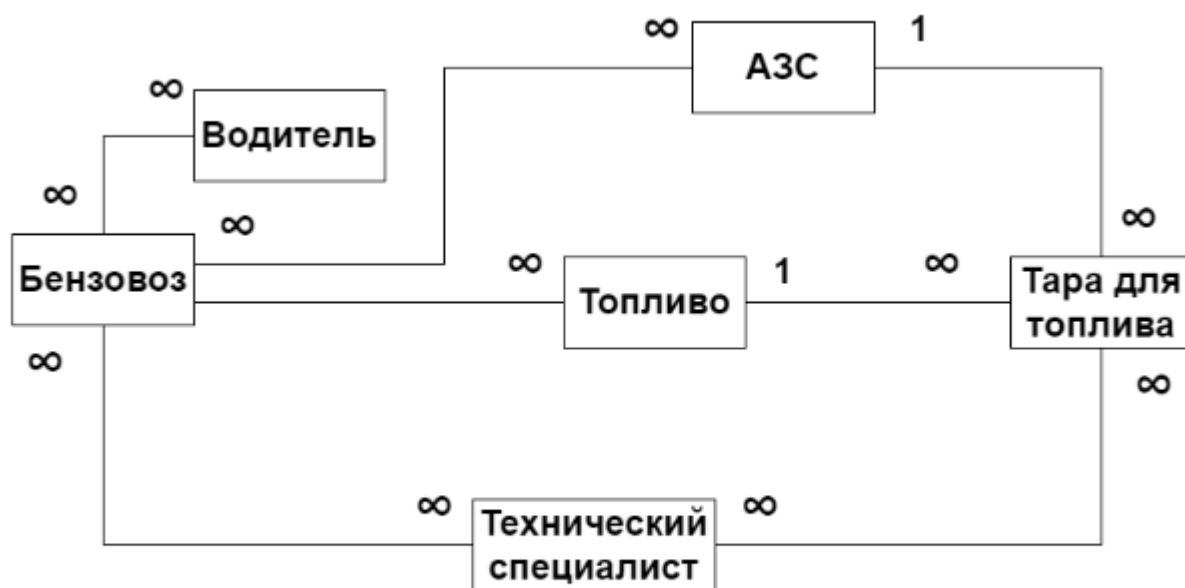 ∞
АЗС
1
∞
Водитель
∞
∞
∞
Бензовоз
∞
Топливо
1
∞
Тара для
топлива
∞
∞
∞
Технический
специалист
∞